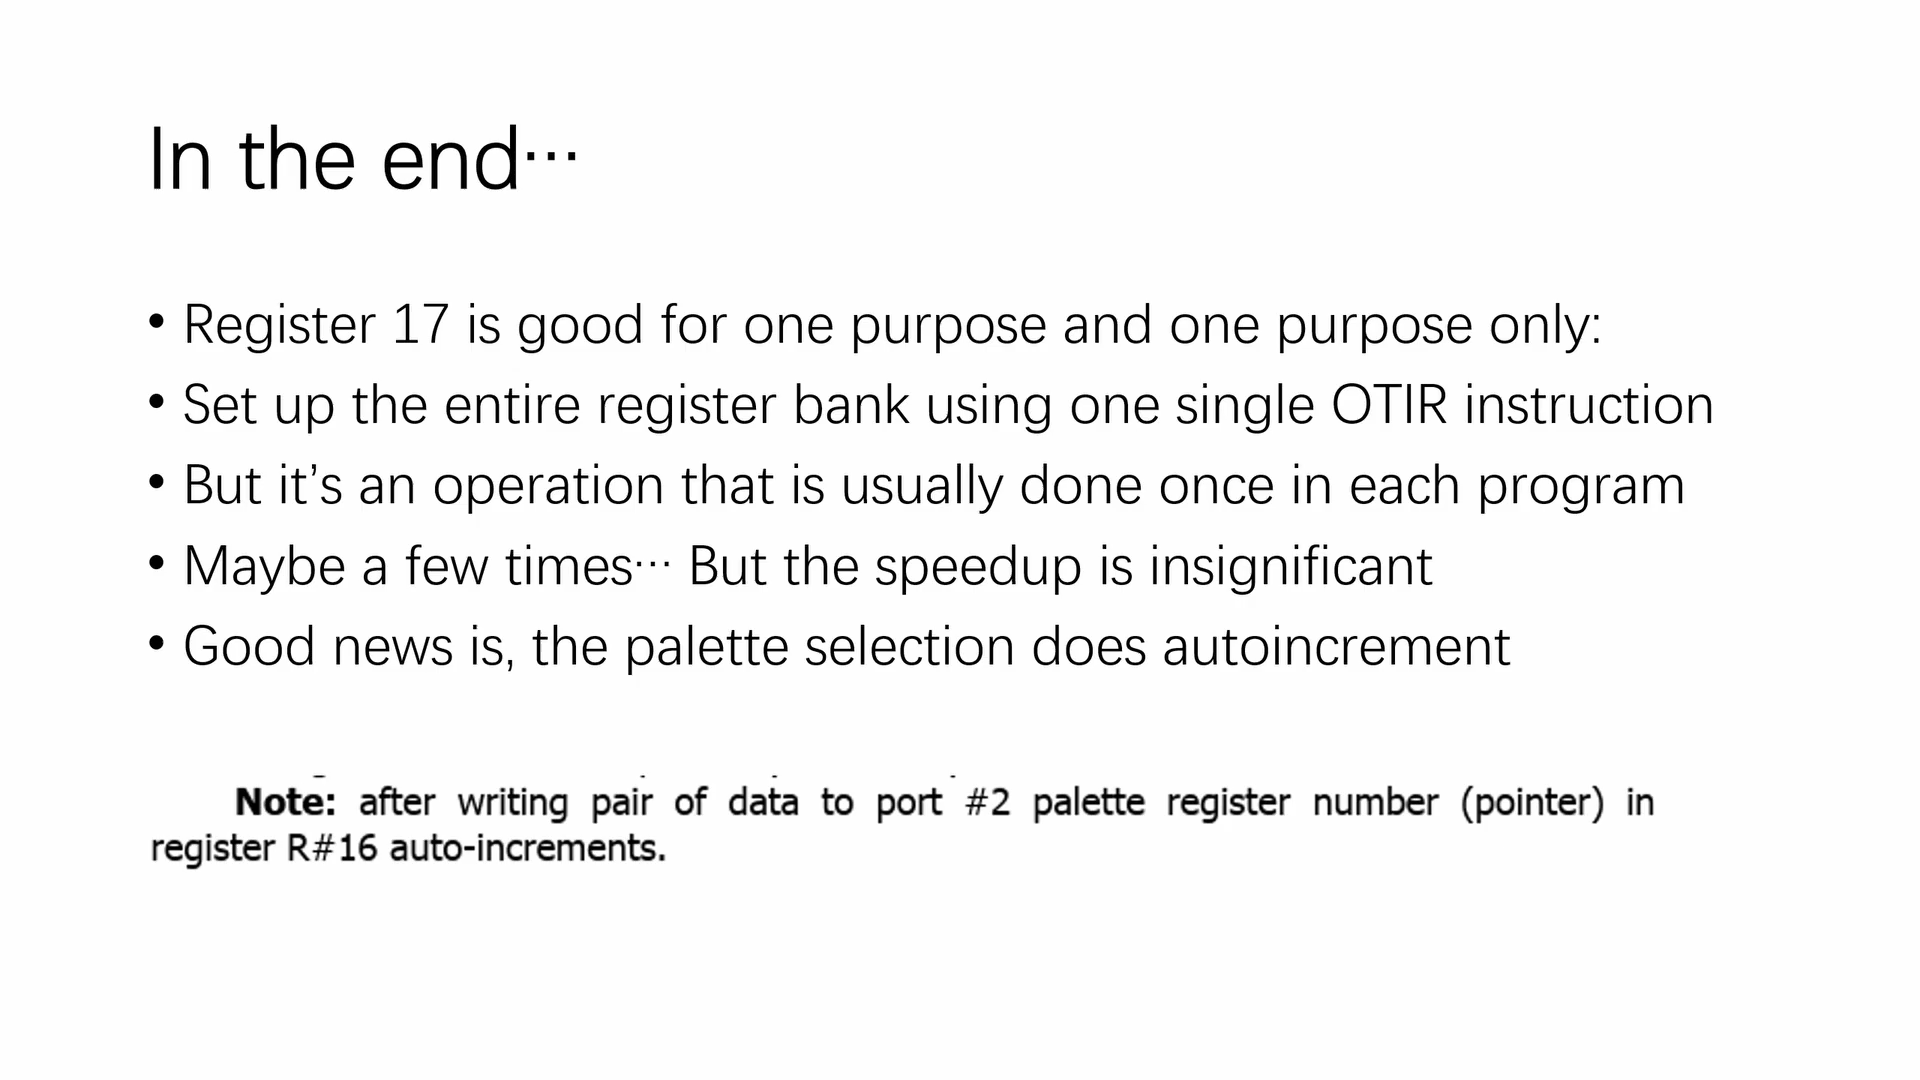 In the end…
• Register 17 is good for one purpose and one purpose only:
• Set up the entire register bank using one single OTIR instruction
• But it’s an operation that is usually done once in each program
• Maybe a few times… But the speedup is insignificant
• Good news is, the palette selection does autoincrement
Note: after writing pair of data to port #2 palette register number (pointer) in
register R#16 auto-increments.